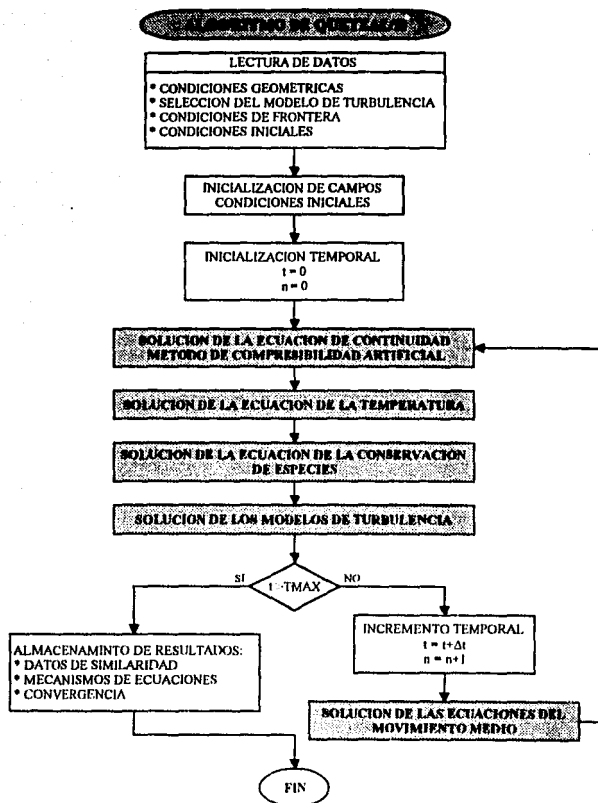 ALGORITMO DE QUETZAL
LECTURA DE DATOS
* CONDICIONES GEOMETRICAS
* SELECCION DEL MODELO DE TURBULENCIA
* CONDICIONES DE FRONTERA
* CONDICIONES INICIALES
INICIALIZACION DE CAMPOS
CONDICIONES INICIALES
INICIALIZACION TEMPORAL
t = 0
n = 0
SOLUCION DE LA ECUACION DE CONTINUIDAD
METODO DE COMPRESIBILIDAD ARTIFICIAL
SOLUCION DE LA ECUACION DE LA TEMPERATURA
SOLUCION DE LA ECUACION DE LA CONSERVACION
DE ESPECIES
SOLUCION DE LOS MODELOS DE TURBULENCIA
SI
t>TMAX
NO
ALMACENAMINTO DE RESULTADOS:
* DATOS DE SIMILARIDAD
* MECANISMOS DE ECUACIONES
* CONVERGENCIA
INCREMENTO TEMPORAL
t = t+Δt
n = n+1
SOLUCION DE LAS ECUACIONES DEL
MOVIMIENTO MEDIO
FIN